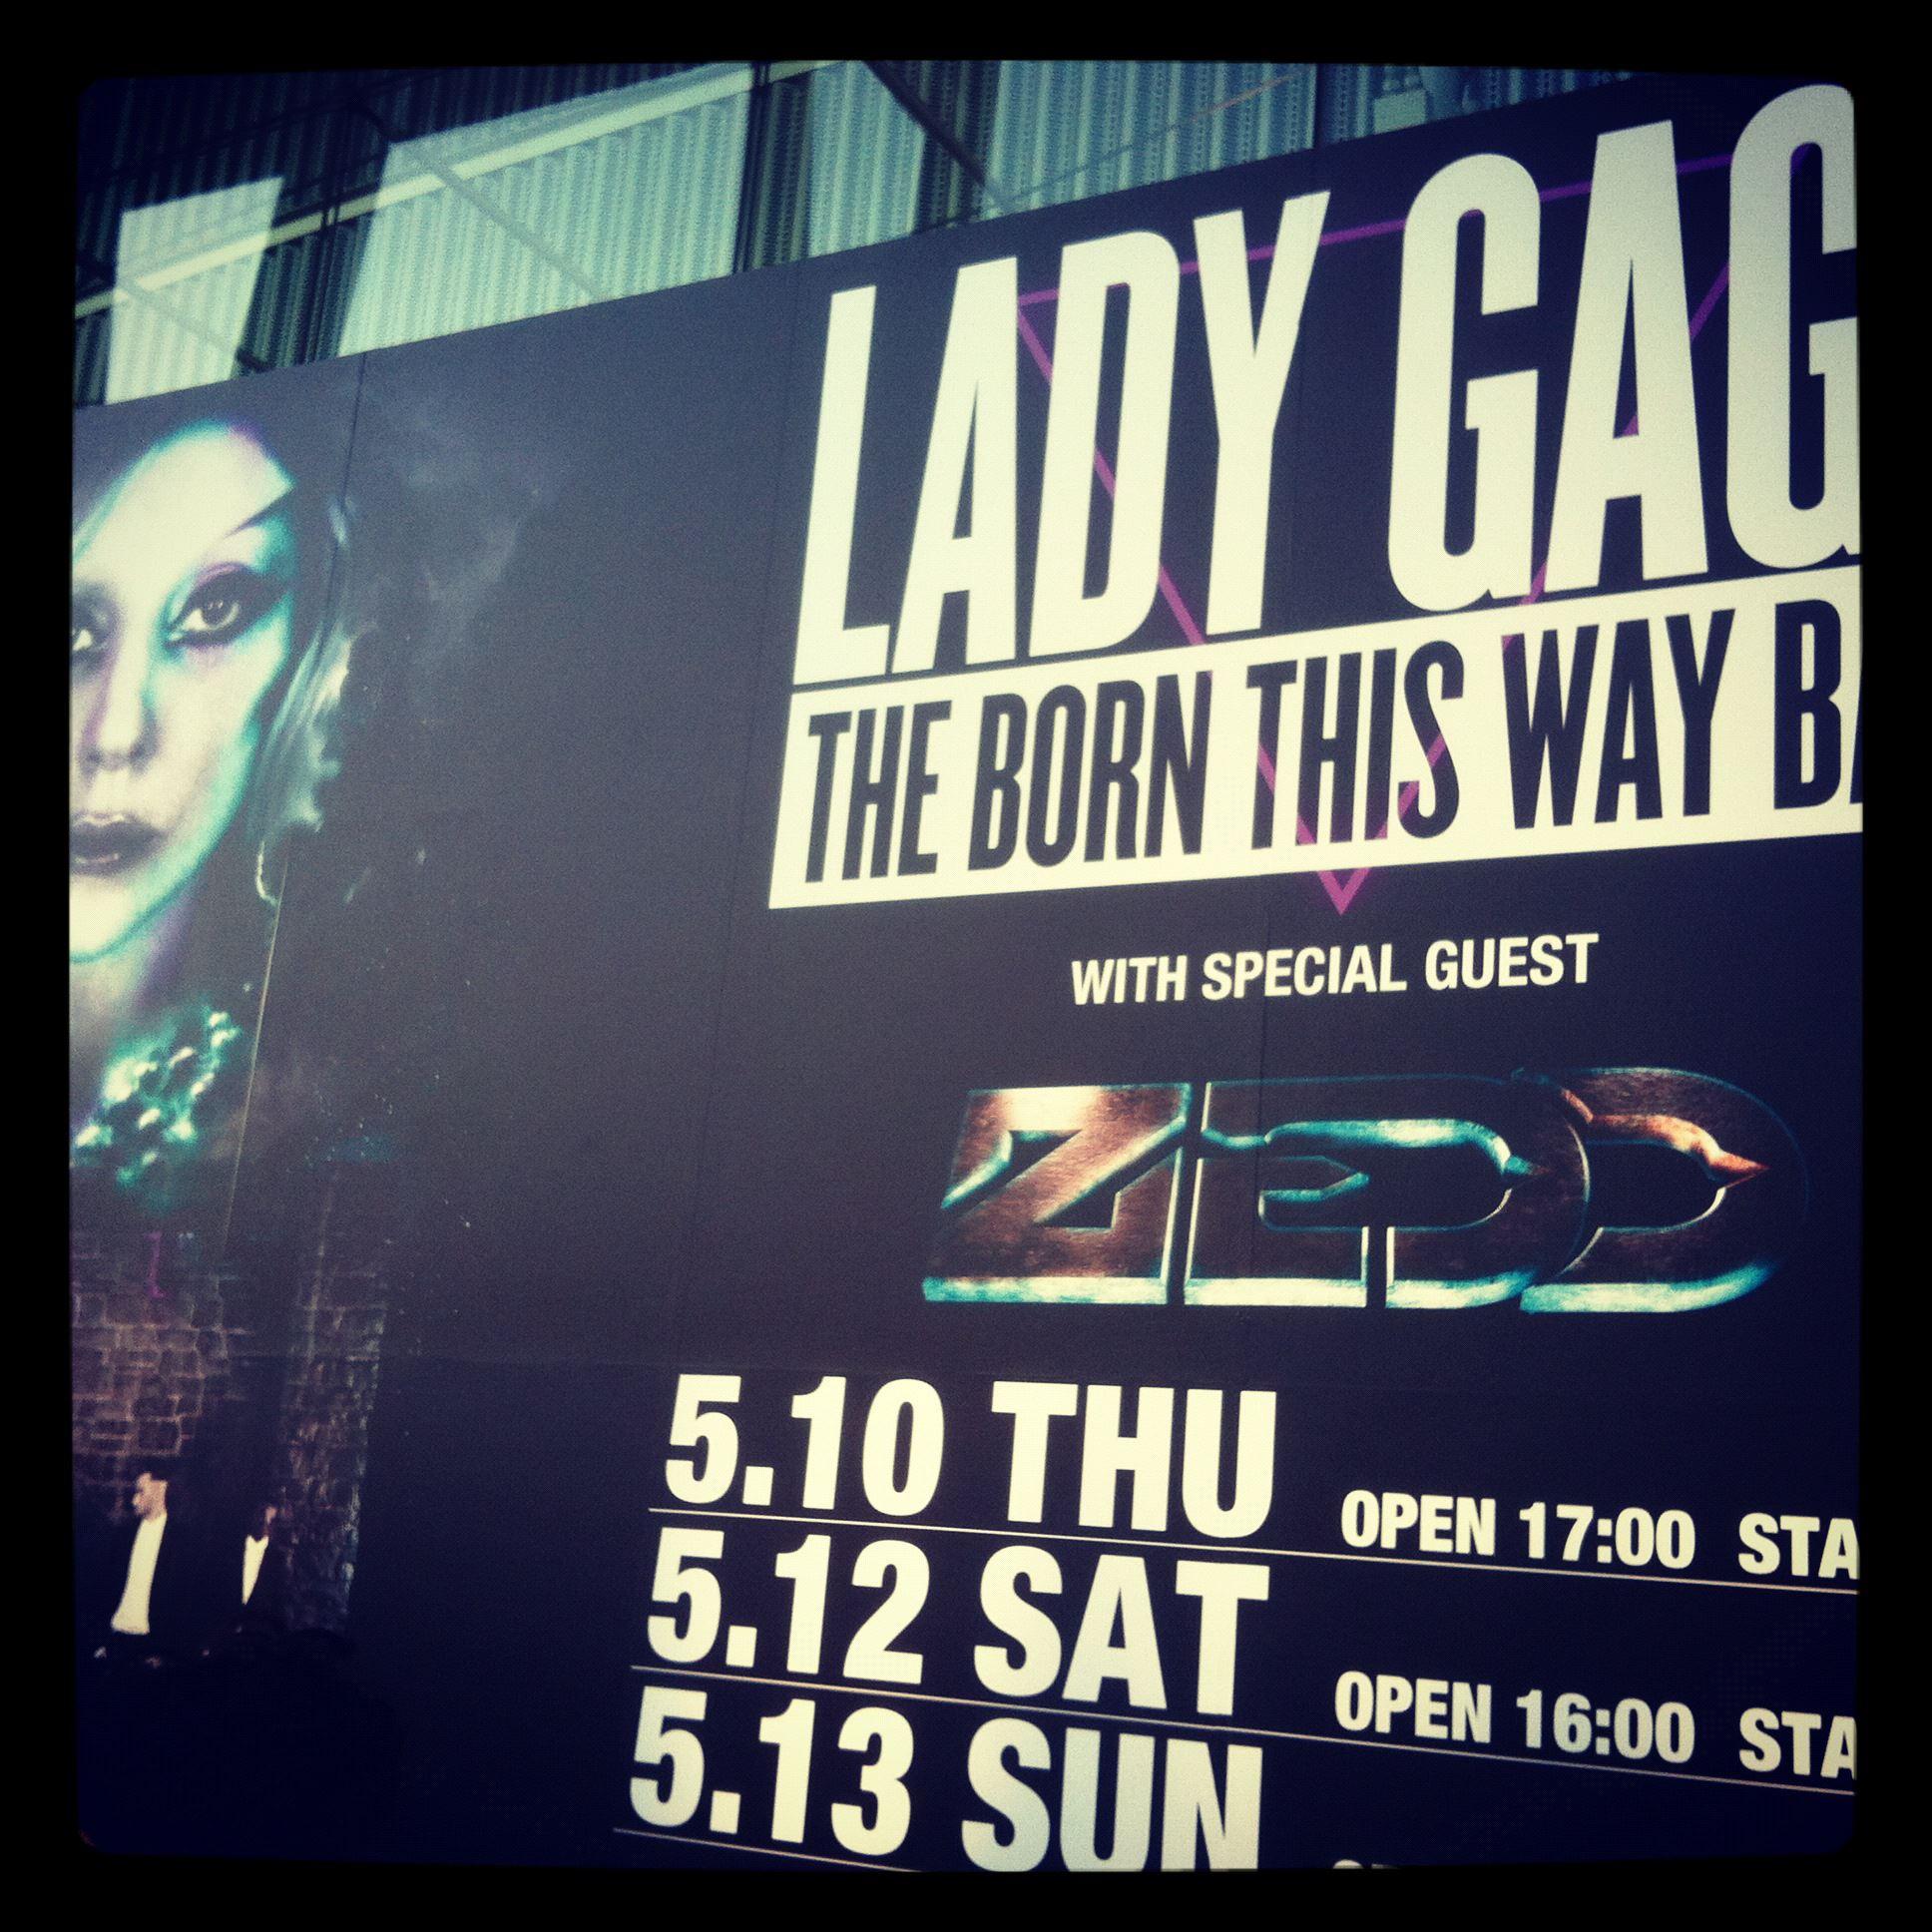 LADY GAG
THE BORN THIS WAY BA
WITH SPECIAL GUEST
ZEDD
5.10 THU OPEN 17:00 STA
5.12 SAT OPEN 16:00 STA
5.13 SUN